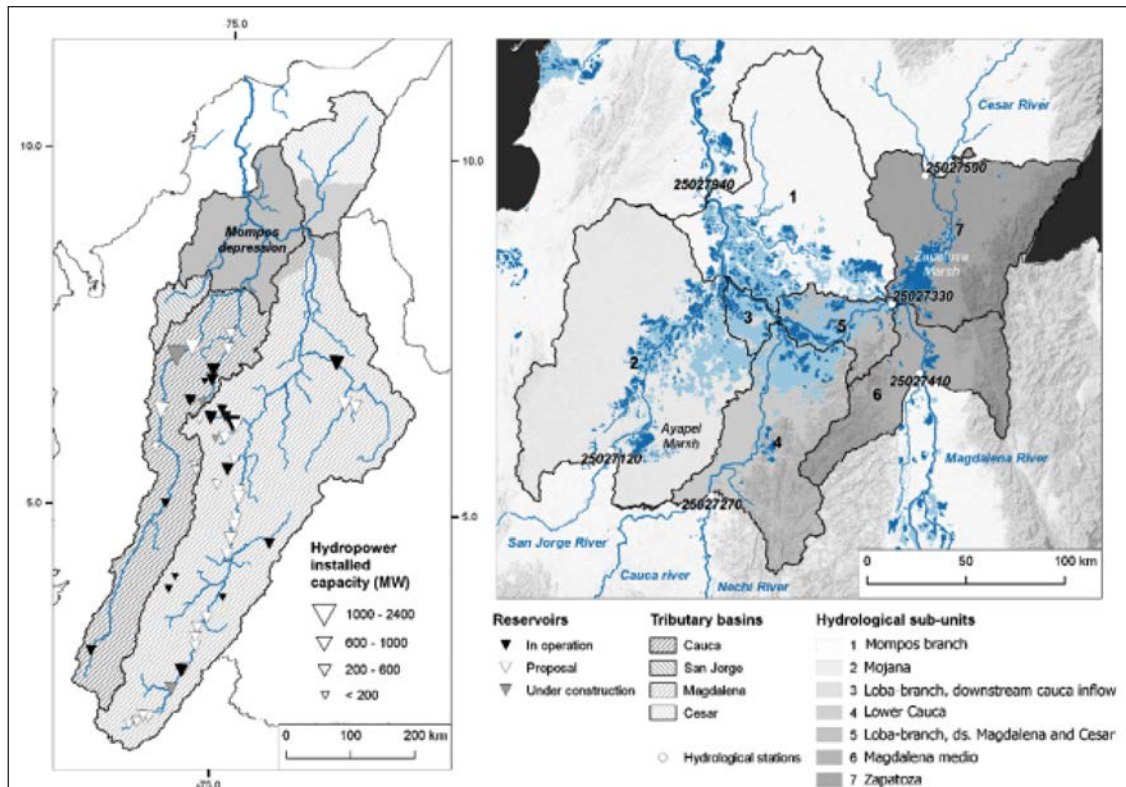 75.0
10.0
10.0
Mompos
depression
5.0
5.0
-75.0
Hydropower
installed
capacity (MW)
1000 - 2400
600 - 1000
200 - 600
< 200
0 100 200 km
Cesar River
25027590
25027940
1
7
Zapatosa
Marsh
25027330
3
5
2
25027410
6
Ayapel
Marsh
4
25027120
Magdalena River
25027270
San Jorge River
Cauca river
Nechi River
0 50 100 km
Reservoirs
In operation
Proposal
Under construction
Tributary basins
Cauca
San Jorge
Magdalena
Cesar
Hydrological stations
Hydrological sub-units
1 Mompos branch
2 Mojana
3 Loba-branch, downstream cauca inflow
4 Lower Cauca
5 Loba-branch, ds. Magdalena and Cesar
6 Magdalena medio
7 Zapatoza